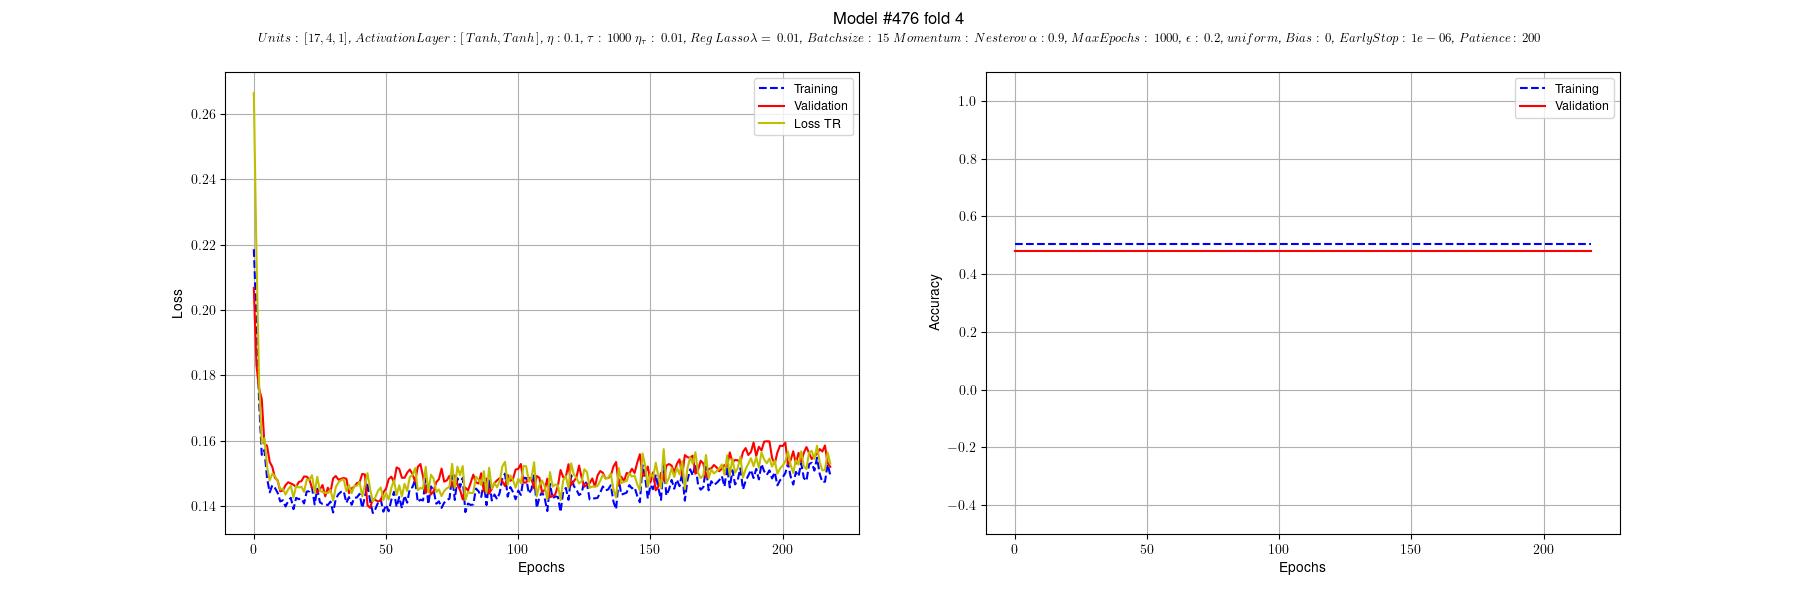 Model #476 fold 4
Units : [17, 4, 1], ActivationLayer : [Tanh, Tanh], η : 0.1, τ : 1000 ητ : 0.01, Reg Lassoλ = 0.01, Batchsize : 15 Momentum : Nesterov α : 0.9, MaxEpochs : 1000, ϵ : 0.2, uniform, Bias : 0, EarlyStop : 1e − 06, Patience : 200
Training
Validation
Loss TR
0.26
0.24
0.22
0.20
0.18
0.16
0.14
Loss
0
50
100
150
200
Epochs
Training
Validation
1.0
0.8
0.6
0.4
0.2
0.0
−0.2
−0.4
Accuracy
0
50
100
150
200
Epochs